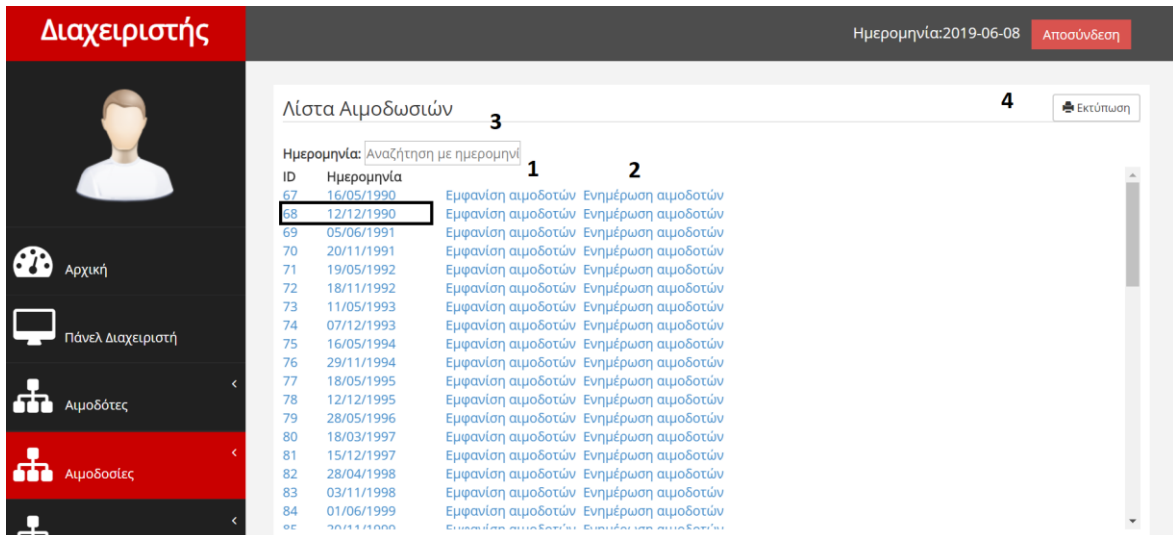 Διαχειριστής
Ημερομηνία:2019-06-08 Αποσύνδεση
Λίστα Αιμοδωσιών
4
Εκτύπωση
3
Ημερομηνία: Αναζήτηση με ημερομηνί
1 2
ID Ημερομηνία
67 16/05/1990 Εμφανίση αιμοδοτών Ενημέρωση αιμοδοτών
68 12/12/1990 Εμφανίση αιμοδοτών Ενημέρωση αιμοδοτών
69 05/06/1991 Εμφανίση αιμοδοτών Ενημέρωση αιμοδοτών
70 20/11/1991 Εμφανίση αιμοδοτών Ενημέρωση αιμοδοτών
71 19/05/1992 Εμφανίση αιμοδοτών Ενημέρωση αιμοδοτών
72 18/11/1992 Εμφανίση αιμοδοτών Ενημέρωση αιμοδοτών
73 11/05/1993 Εμφανίση αιμοδοτών Ενημέρωση αιμοδοτών
74 07/12/1993 Εμφανίση αιμοδοτών Ενημέρωση αιμοδοτών
75 16/05/1994 Εμφανίση αιμοδοτών Ενημέρωση αιμοδοτών
76 29/11/1994 Εμφανίση αιμοδοτών Ενημέρωση αιμοδοτών
77 18/05/1995 Εμφανίση αιμοδοτών Ενημέρωση αιμοδοτών
78 12/12/1995 Εμφανίση αιμοδοτών Ενημέρωση αιμοδοτών
79 28/05/1996 Εμφανίση αιμοδοτών Ενημέρωση αιμοδοτών
80 18/03/1997 Εμφανίση αιμοδοτών Ενημέρωση αιμοδοτών
81 15/12/1997 Εμφανίση αιμοδοτών Ενημέρωση αιμοδοτών
82 28/04/1998 Εμφανίση αιμοδοτών Ενημέρωση αιμοδοτών
83 03/11/1998 Εμφανίση αιμοδοτών Ενημέρωση αιμοδοτών
84 01/06/1999 Εμφανίση αιμοδοτών Ενημέρωση αιμοδοτών
Αρχική
Πάνελ Διαχειριστή
Αιμοδότες
Αιμοδοσίες